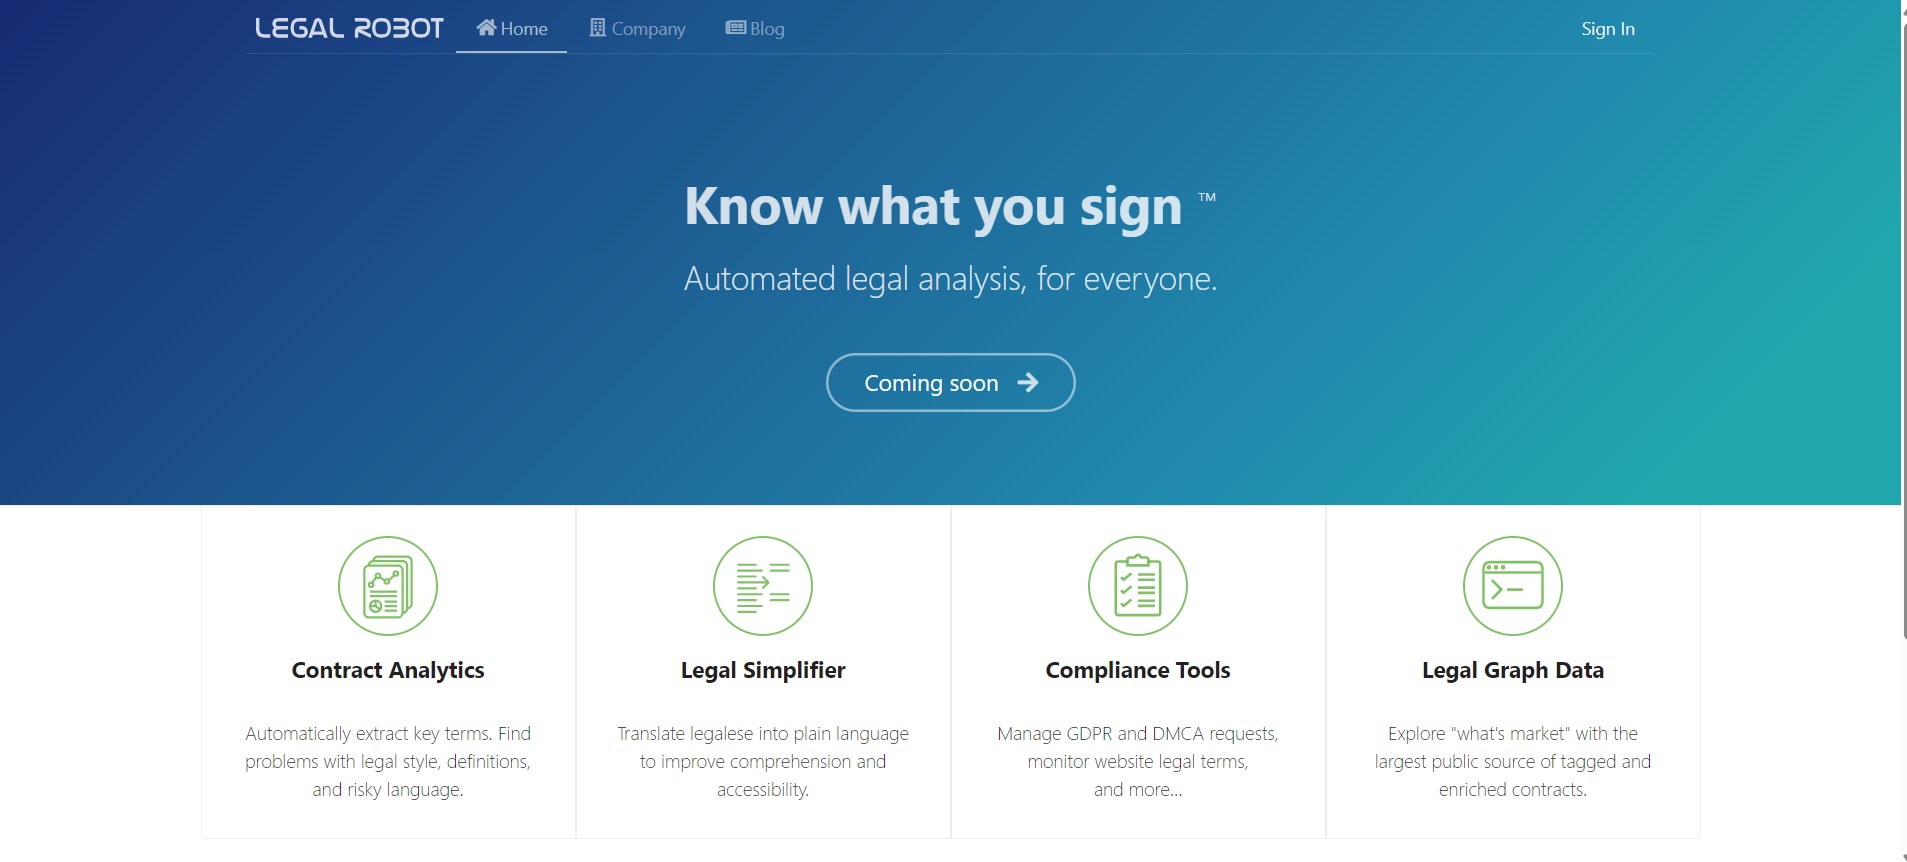 LEGAL ROBOT Home Company Blog Sign In
Know what you sign ™
Automated legal analysis, for everyone.
Coming soon
Contract Analytics
Automatically extract key terms. Find
problems with legal style, definitions,
and risky language.
Legal Simplifier
Translate legalese into plain language
to improve comprehension and
accessibility.
Compliance Tools
Manage GDPR and DMCA requests,
monitor website legal terms,
and more...
Legal Graph Data
Explore "what's market" with the
largest public source of tagged and
enriched contracts.